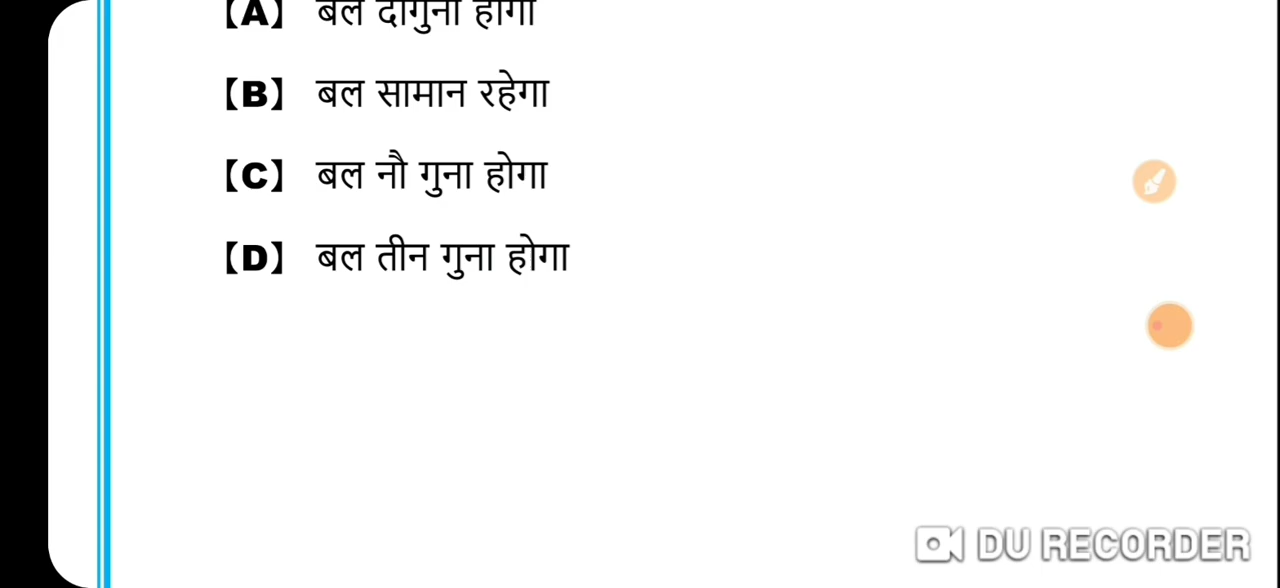 【A】 बल दोगुना होगा
【B】 बल सामान रहेगा
【C】 बल नौ गुना होगा
【D】 बल तीन गुना होगा
DU RECORDER